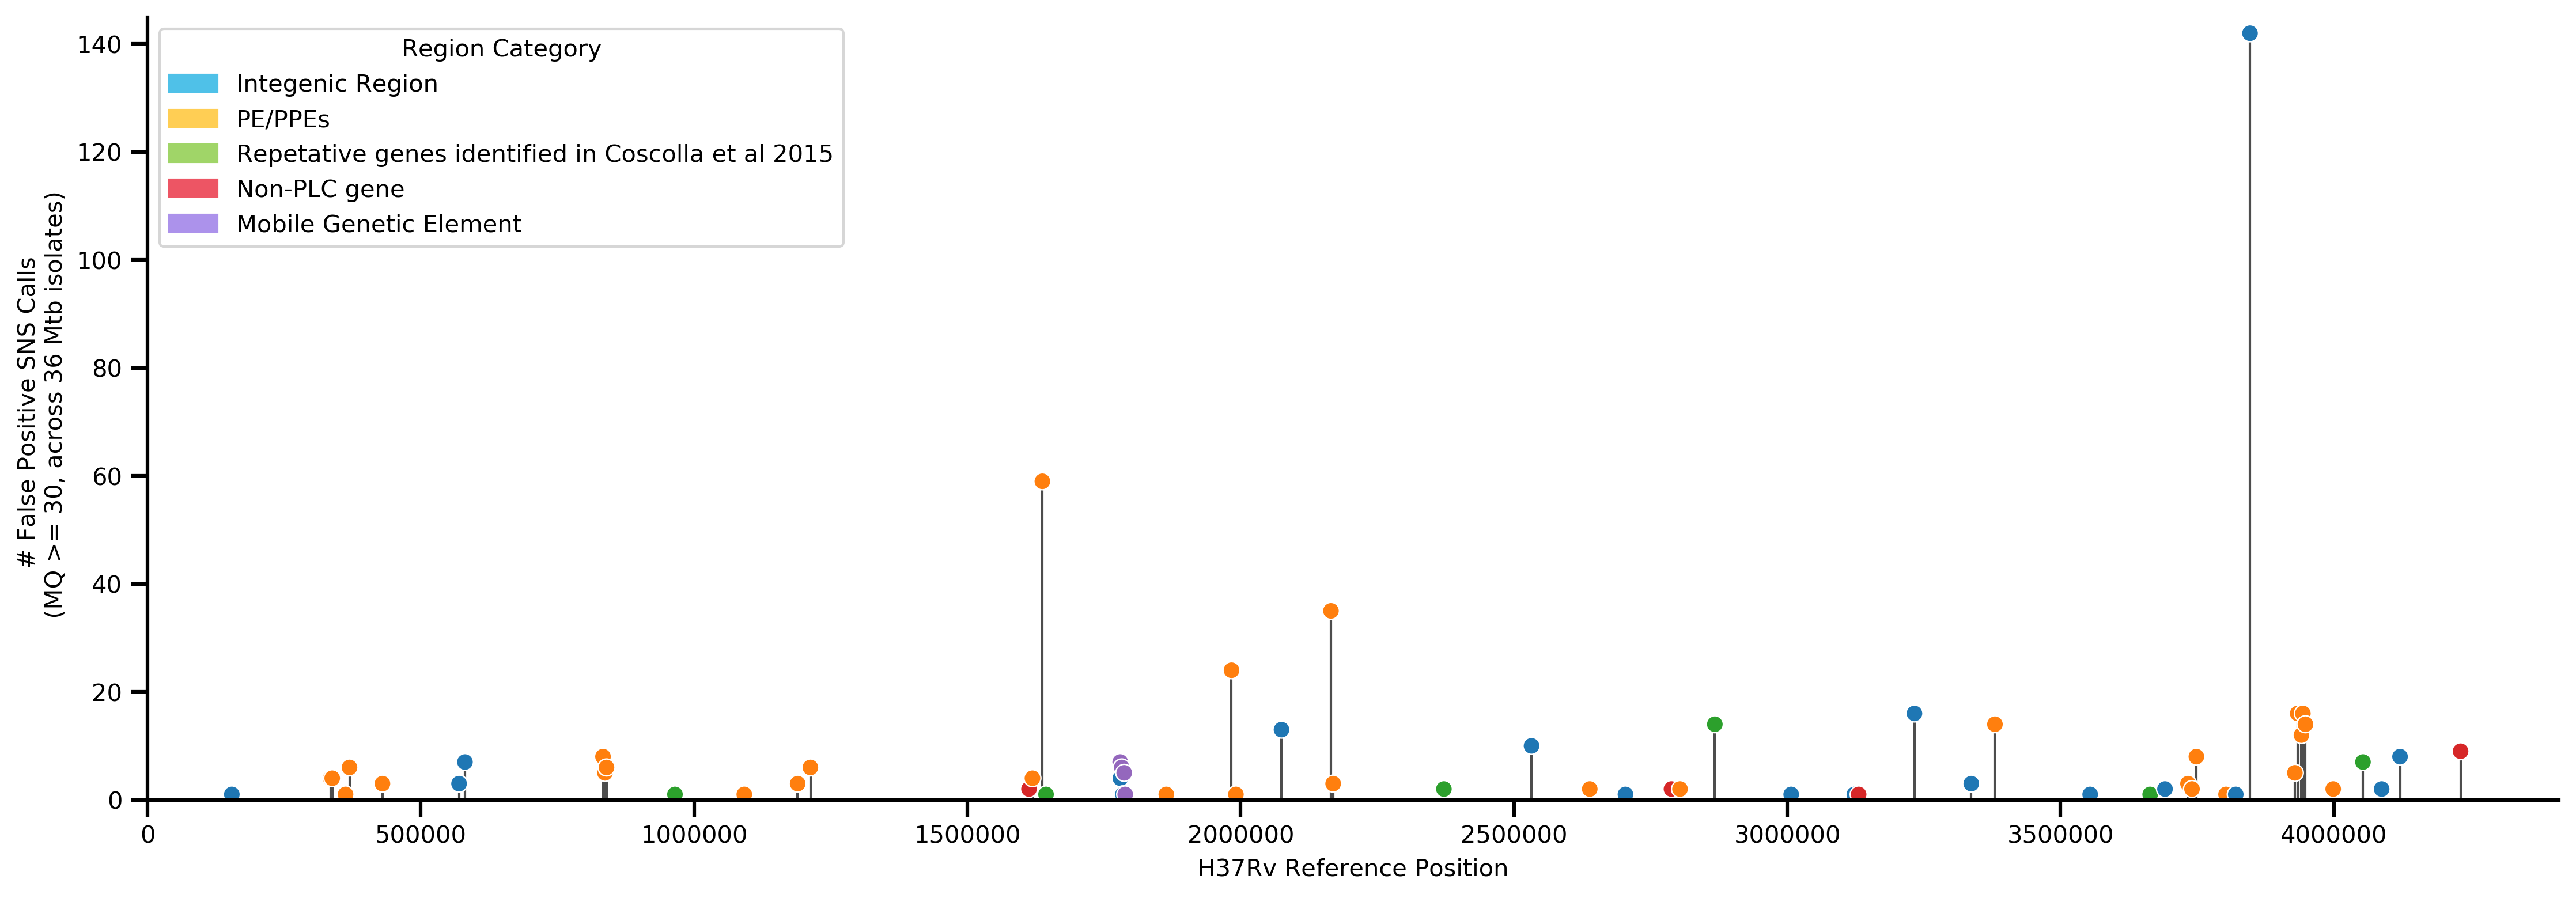 Region Category
Integenic Region
PE/PPEs
Repetative genes identified in Coscolla et al 2015
Non-PLC gene
Mobile Genetic Element
# False Positive SNS Calls
(MQ >= 30, across 36 Mtb isolates)
140
120
100
80
60
40
20
0
0 500000 1000000 1500000 2000000 2500000 3000000 3500000 4000000
H37Rv Reference Position